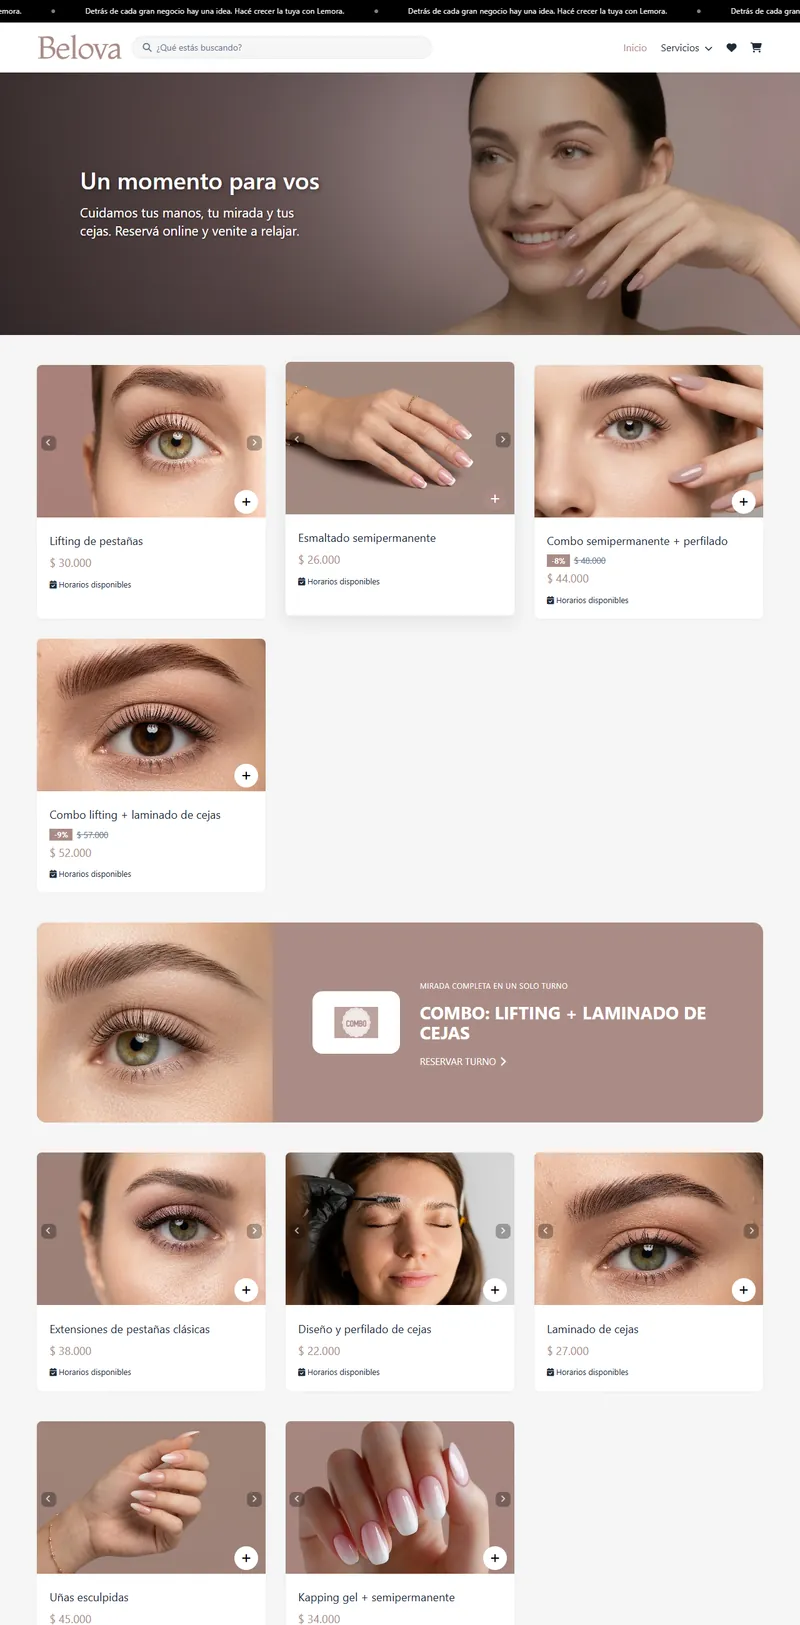 emora.
Detrás de cada gran negocio hay una idea. Hacé crecer la tuya con Lemora.
Detrás de cada gran negocio hay una idea. Hacé crecer la tuya con Lemora.
Detrás de cada gran
Belova
¿Qué estás buscando?
Inicio
Servicios
Un momento para vos
Cuidamos tus manos, tu mirada y tus
cejas. Reservá online y venite a relajar.
Lifting de pestañas
$ 30.000
Horarios disponibles
Esmaltado semipermanente
$ 26.000
Horarios disponibles
Combo semipermanente + perfilado
-8% $ 48.000
$ 44.000
Horarios disponibles
Combo lifting + laminado de cejas
-9% $ 57.000
$ 52.000
Horarios disponibles
COMBO
MIRADA COMPLETA EN UN SOLO TURNO
COMBO: LIFTING + LAMINADO DE
CEJAS
RESERVAR TURNO
Extensiones de pestañas clásicas
$ 38.000
Horarios disponibles
Diseño y perfilado de cejas
$ 22.000
Horarios disponibles
Laminado de cejas
$ 27.000
Horarios disponibles
Uñas esculpidas
$ 45.000
Kapping gel + semipermanente
$ 34.000